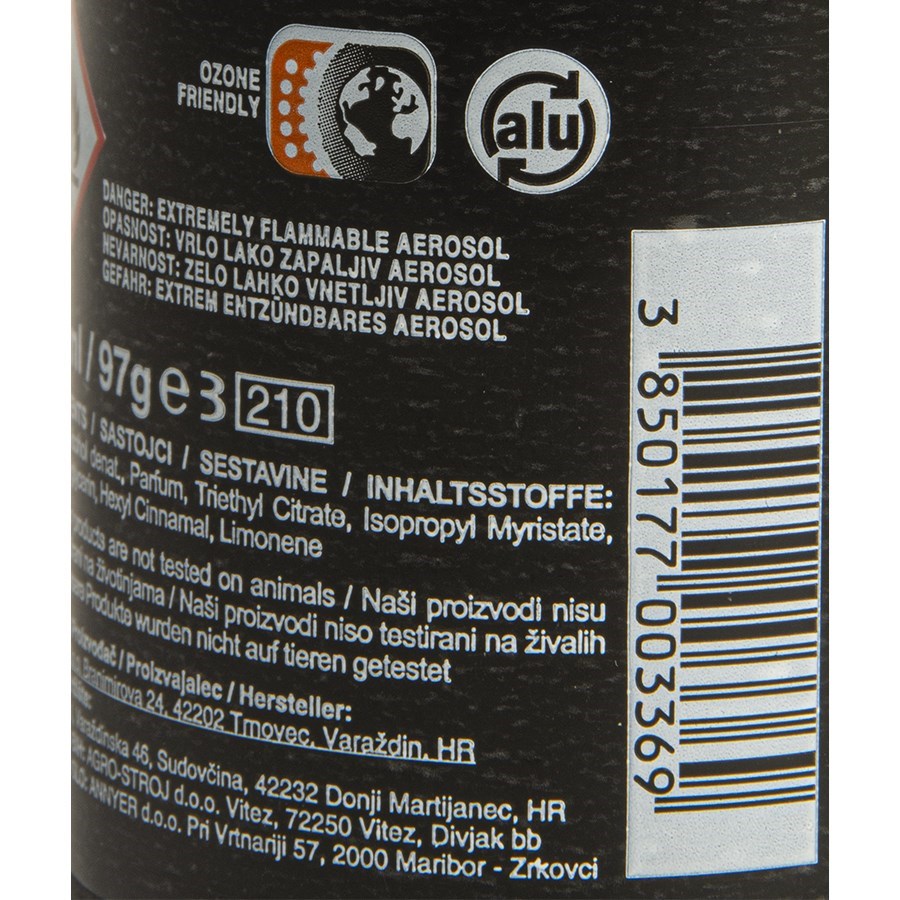 OZONE
FRIENDLY
alu
DANGER: EXTREMELY FLAMMABLE AEROSOL
OPASNOST: VRLO LAKO ZAPALJIV AEROSOL
NEVARNOST: ZELO LAHKO VNETLJIV AEROSOL
GEFAHR: EXTREM ENTZÜNDBARES AEROSOL
ml / 97g e 3 210
/ SASTOJCI / SESTAVINE / INHALTSSTOFFE:
denat., Parfum, Triethyl Citrate, Isopropyl Myristate,
Hexyl Cinnamal, Limonene
products are not tested on animals / Naši proizvodi nisu
na životinjama / Naši proizvodi niso testirani na živalih
Produkte wurden nicht auf tieren getestet
/ Proizvajalec / Hersteller:
Branimirova 24, 42202 Trnovec, Varaždin, HR
Varaždinska 46, Sudovčina, 42232 Donji Martijanec, HR
AGRO-STROJ d.o.o. Vitez, 72250 Vitez, Divjak bb
ANNYER d.o.o. Pri Vrtnariji 57, 2000 Maribor - Zrkovci
3 850177 003369